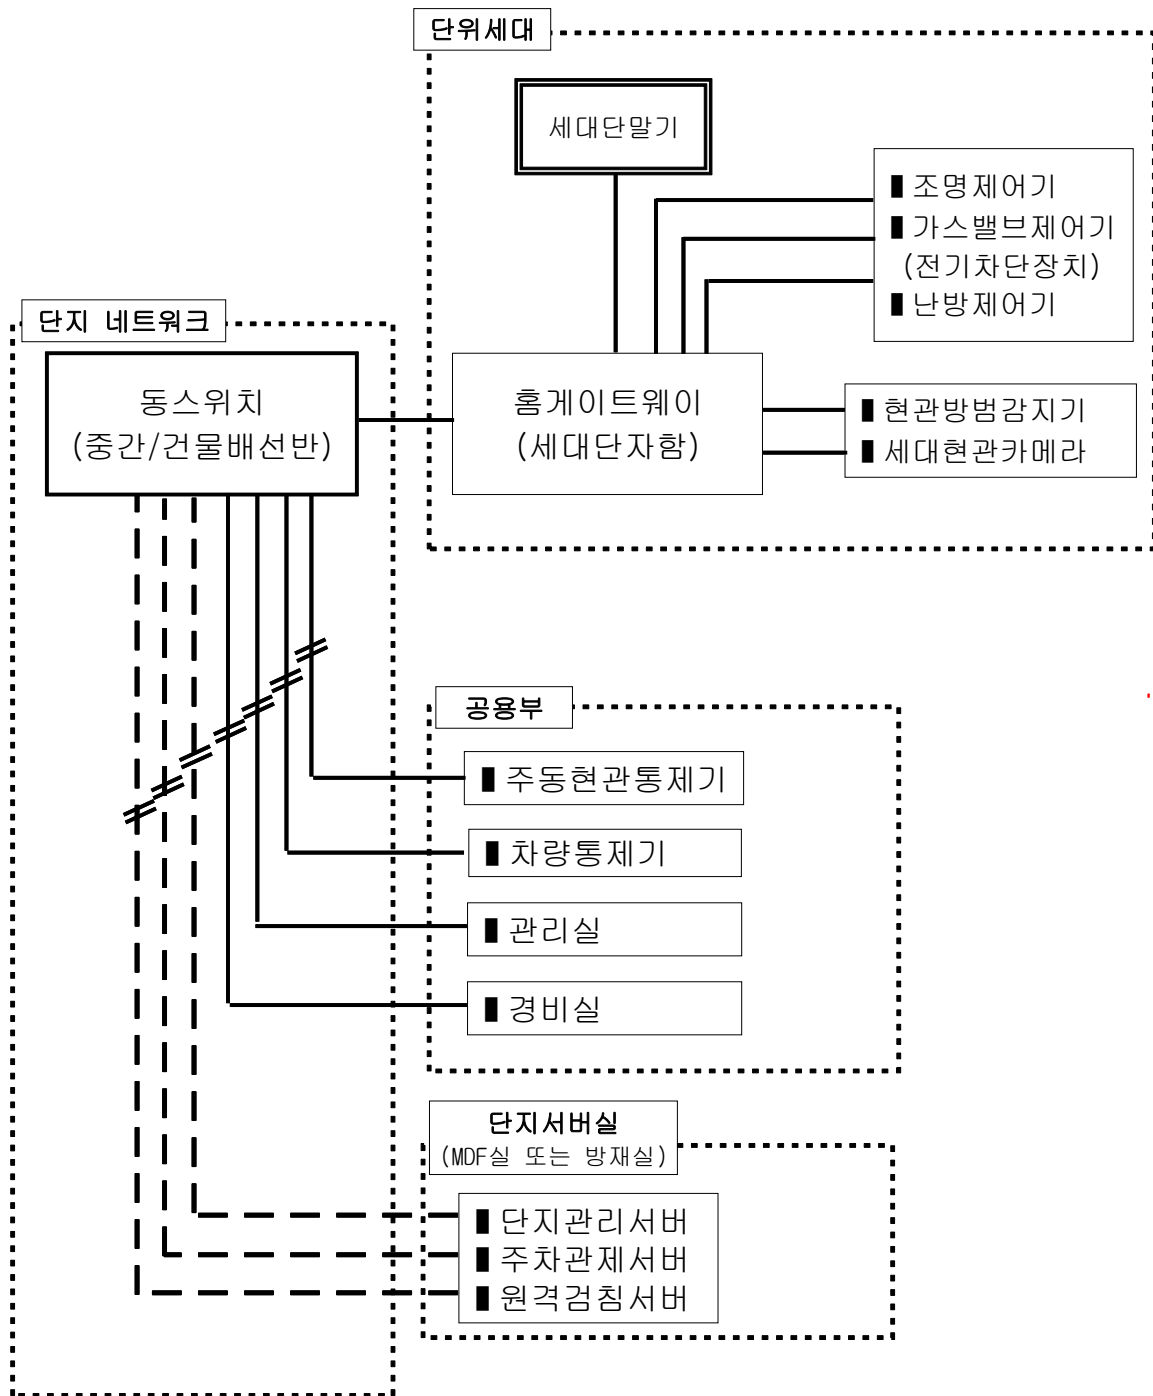 단위세대
세대단말기
■ 조명제어기
■ 가스밸브제어기
(전기차단장치)
■ 난방제어기
단지 네트워크
동스위치
(중간/건물배선반)
홈게이트웨이
(세대단자함)
■ 현관방범감지기
■ 세대현관카메라
공용부
■ 주동현관통제기
■ 차량통제기
■ 관리실
■ 경비실
단지서버실
(MDF실 또는 방재실)
■ 단지관리서버
■ 주차관제서버
■ 원격검침서버